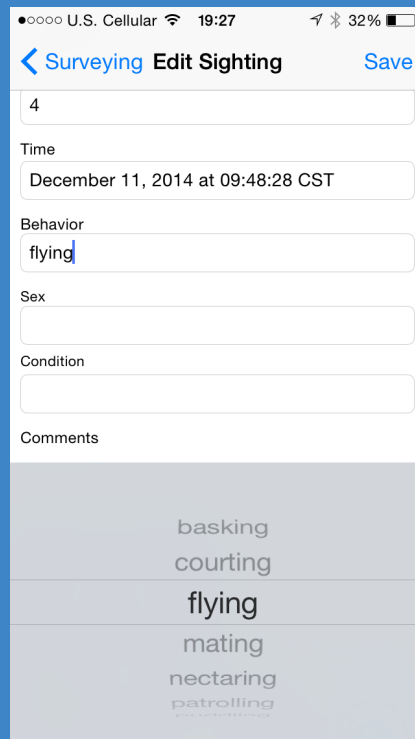 U.S. Cellular 19:27 32%
Surveying Edit Sighting Save
4
Time
December 11, 2014 at 09:48:28 CST
Behavior
flying
Sex
Condition
Comments
basking
courting
flying
mating
nectaring
patrolling